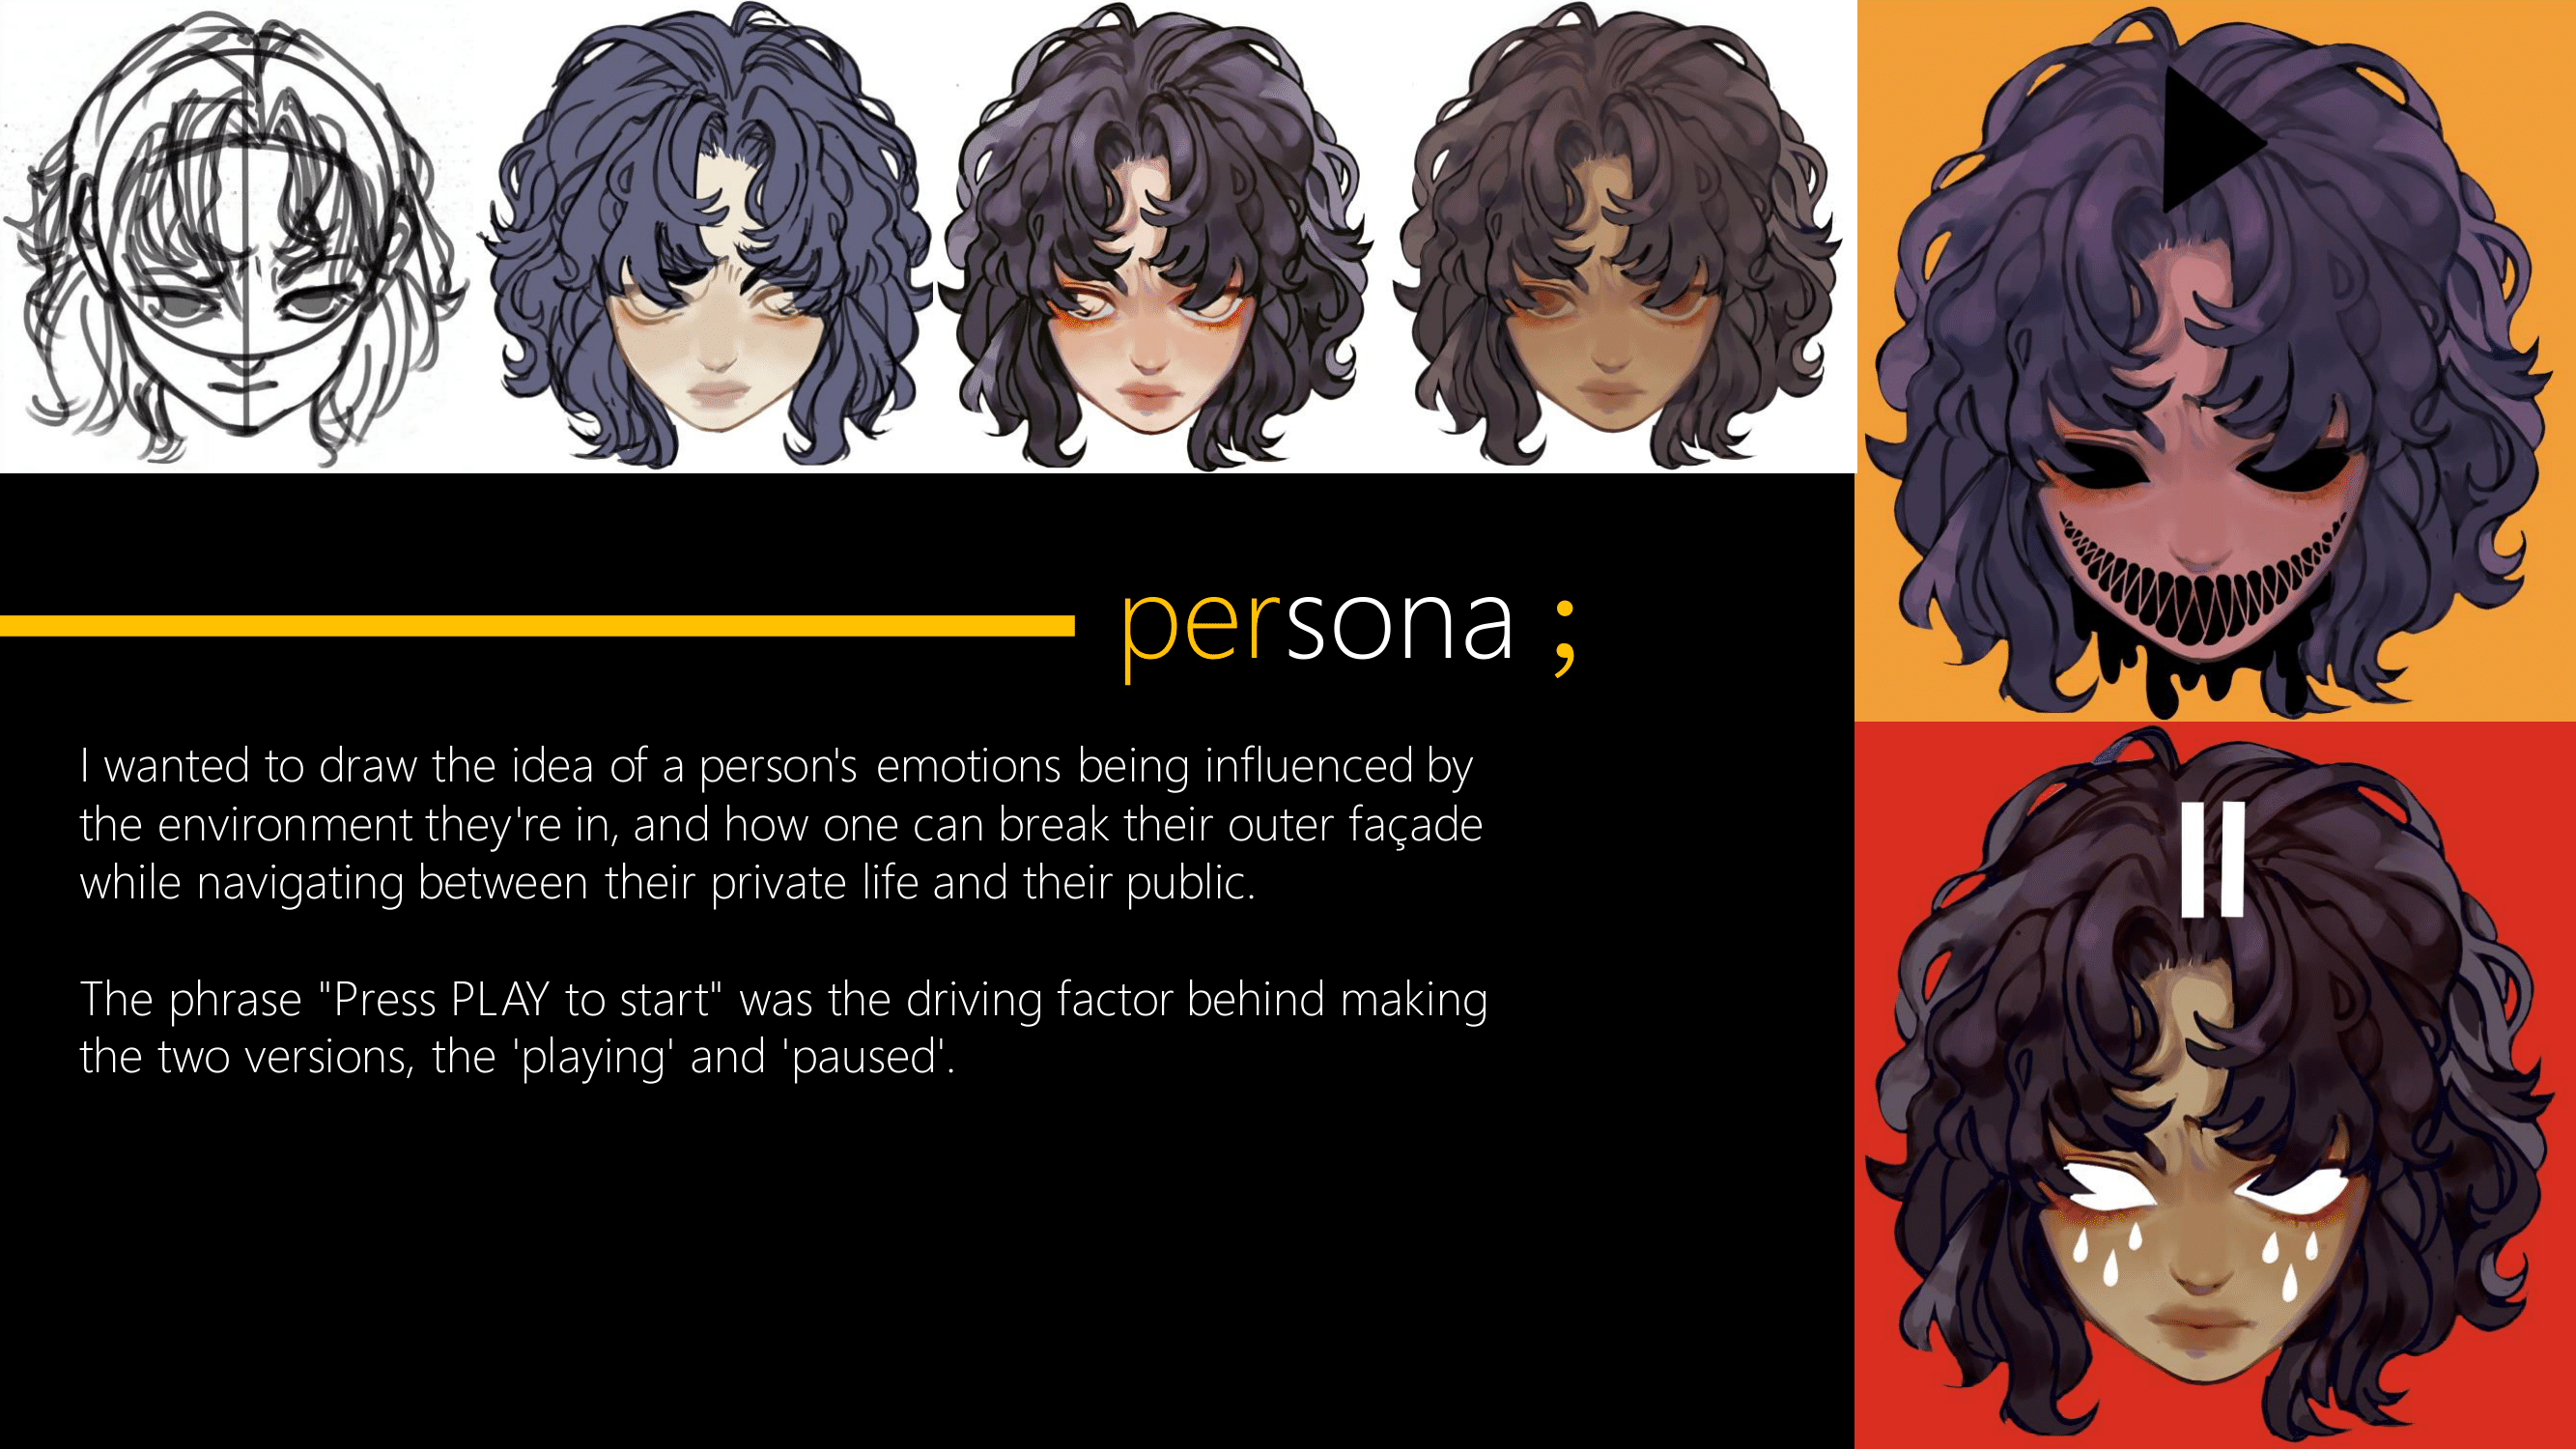 persona ;
I wanted to draw the idea of a person's emotions being influenced by
the environment they're in, and how one can break their outer façade
while navigating between their private life and their public.
The phrase "Press PLAY to start" was the driving factor behind making
the two versions, the 'playing' and 'paused'.